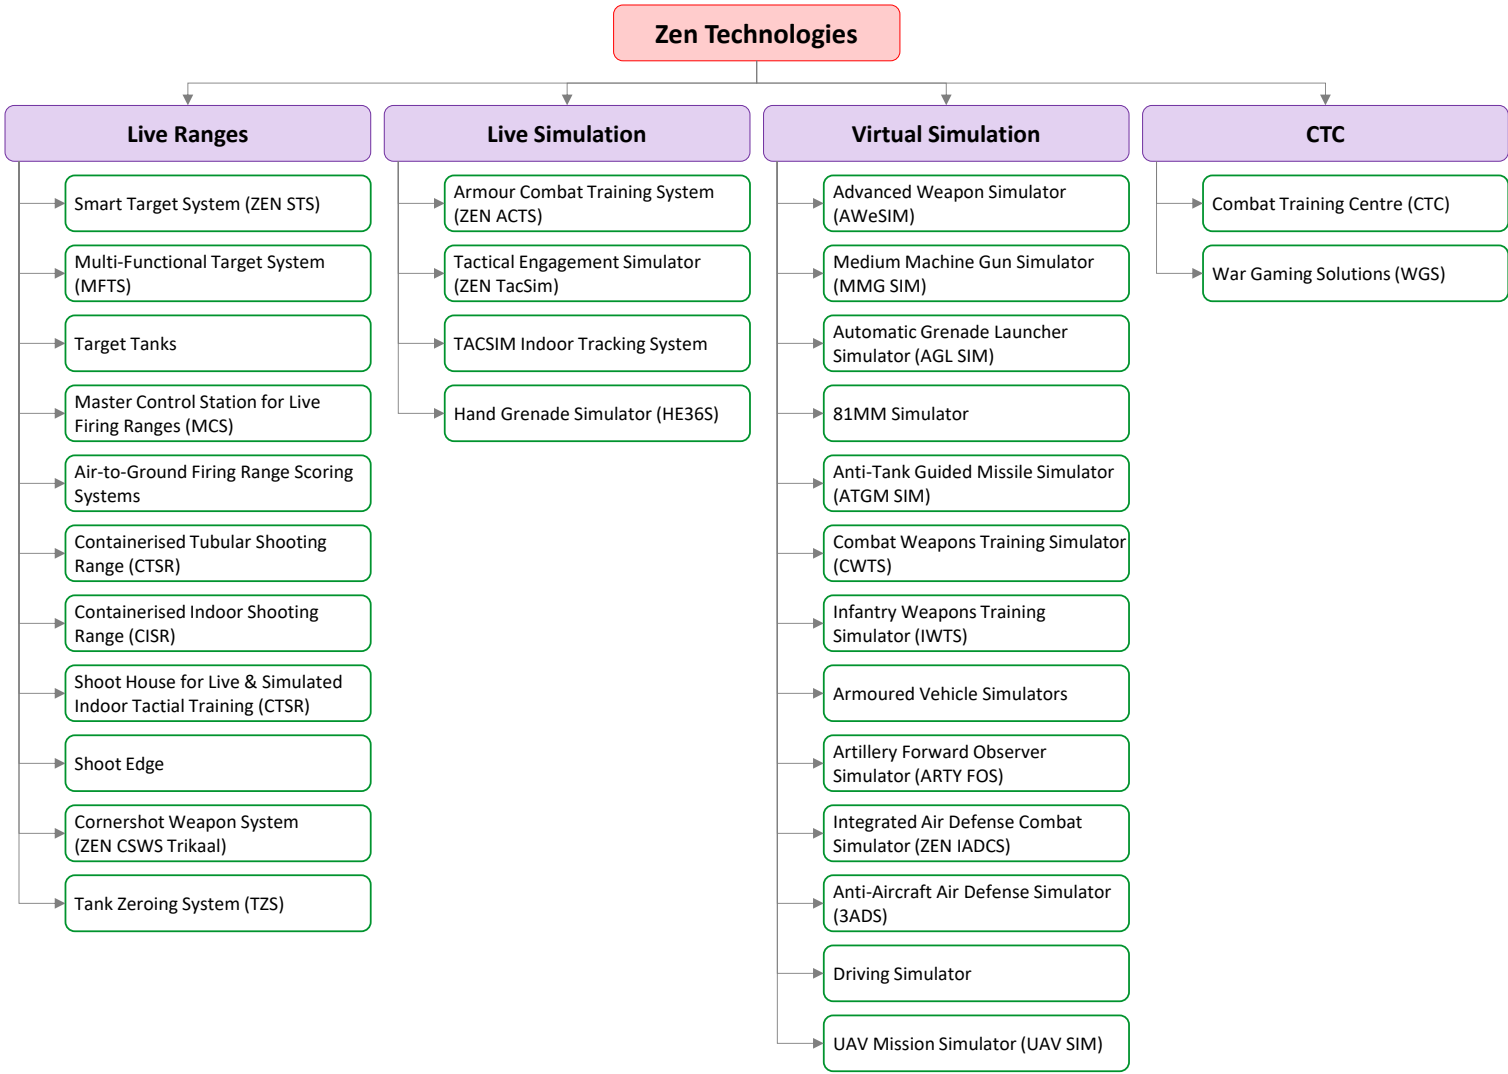 Zen Technologies
Live Ranges
Smart Target System (ZEN STS)
Multi-Functional Target System
(MFTS)
Target Tanks
Master Control Station for Live
Firing Ranges (MCS)
Air-to-Ground Firing Range Scoring
Systems
Containerised Tubular Shooting
Range (CTSR)
Containerised Indoor Shooting
Range (CISR)
Shoot House for Live & Simulated
Indoor Tactial Training (CTSR)
Shoot Edge
Cornershot Weapon System
(ZEN CSWS Trikaal)
Tank Zeroing System (TZS)
Live Simulation
Armour Combat Training System
(ZEN ACTS)
Tactical Engagement Simulator
(ZEN TacSim)
TACSIM Indoor Tracking System
Hand Grenade Simulator (HE36S)
Virtual Simulation
Advanced Weapon Simulator
(AWeSIM)
Medium Machine Gun Simulator
(MMG SIM)
Automatic Grenade Launcher
Simulator (AGL SIM)
81MM Simulator
Anti-Tank Guided Missile Simulator
(ATGM SIM)
Combat Weapons Training Simulator
(CWTS)
Infantry Weapons Training
Simulator (IWTS)
Armoured Vehicle Simulators
Artillery Forward Observer
Simulator (ARTY FOS)
Integrated Air Defense Combat
Simulator (ZEN IADCS)
Anti-Aircraft Air Defense Simulator
(3ADS)
Driving Simulator
UAV Mission Simulator (UAV SIM)
CTC
Combat Training Centre (CTC)
War Gaming Solutions (WGS)